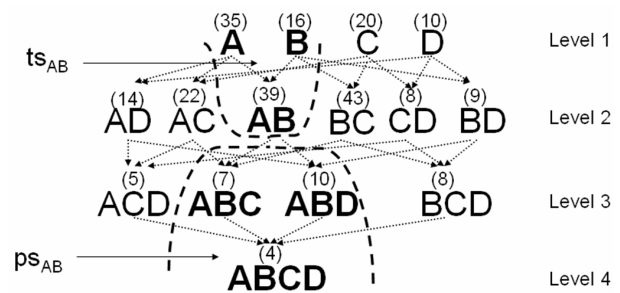 (35) (16) (20) (10)
A B C D Level 1
ts_AB
(14) (22) (39) (43) (8) (9)
AD AC AB BC CD BD Level 2
(5) (7) (10) (8)
ACD ABC ABD BCD Level 3
ps_AB (4)
ABCD Level 4